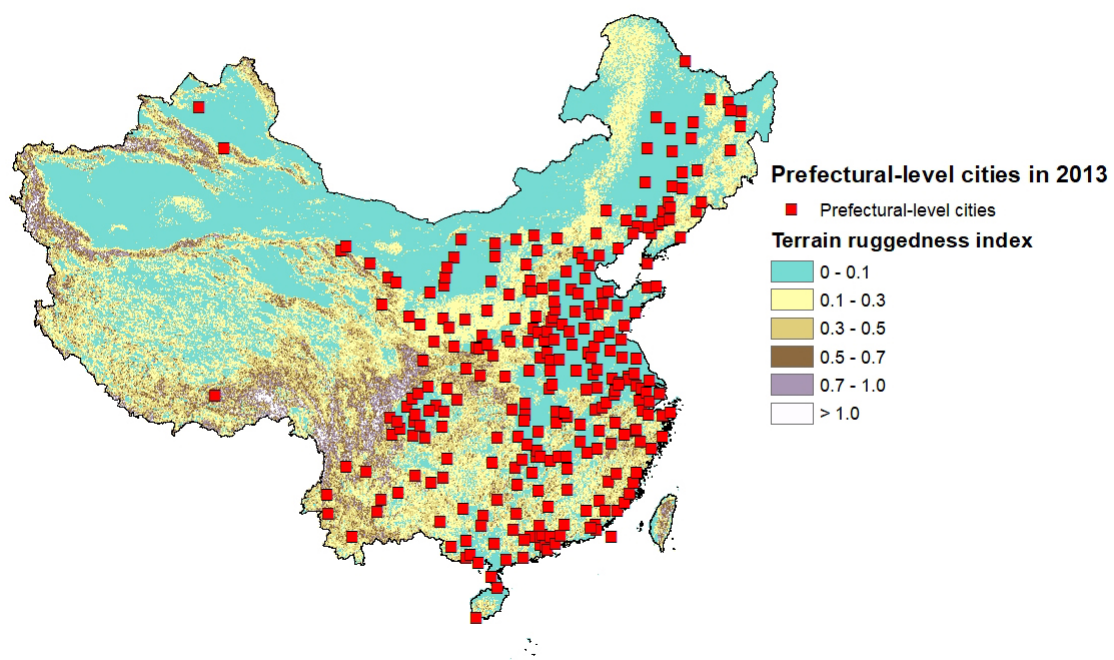 Prefectural-level cities in 2013
Prefectural-level cities
Terrain ruggedness index
0 - 0.1
0.1 - 0.3
0.3 - 0.5
0.5 - 0.7
0.7 - 1.0
> 1.0